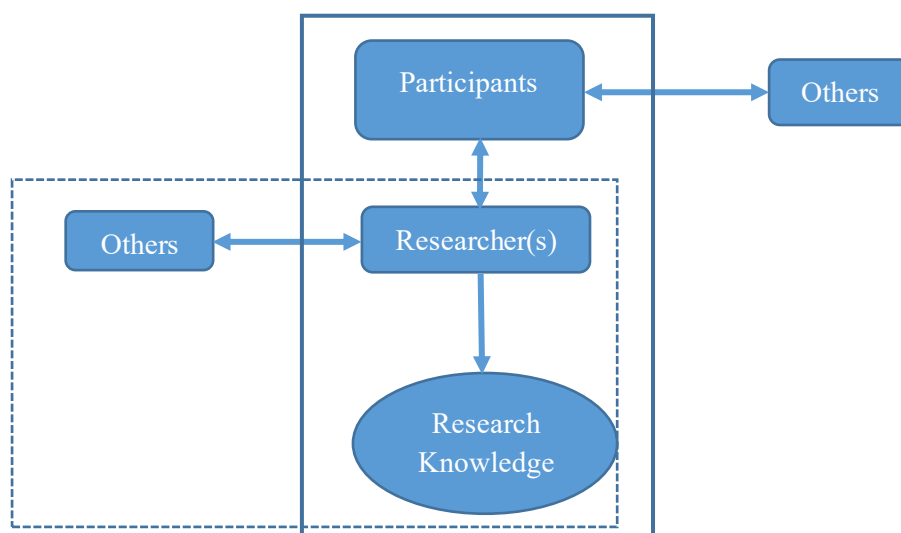 Participants
Others
Others
Researcher(s)
Research
Knowledge